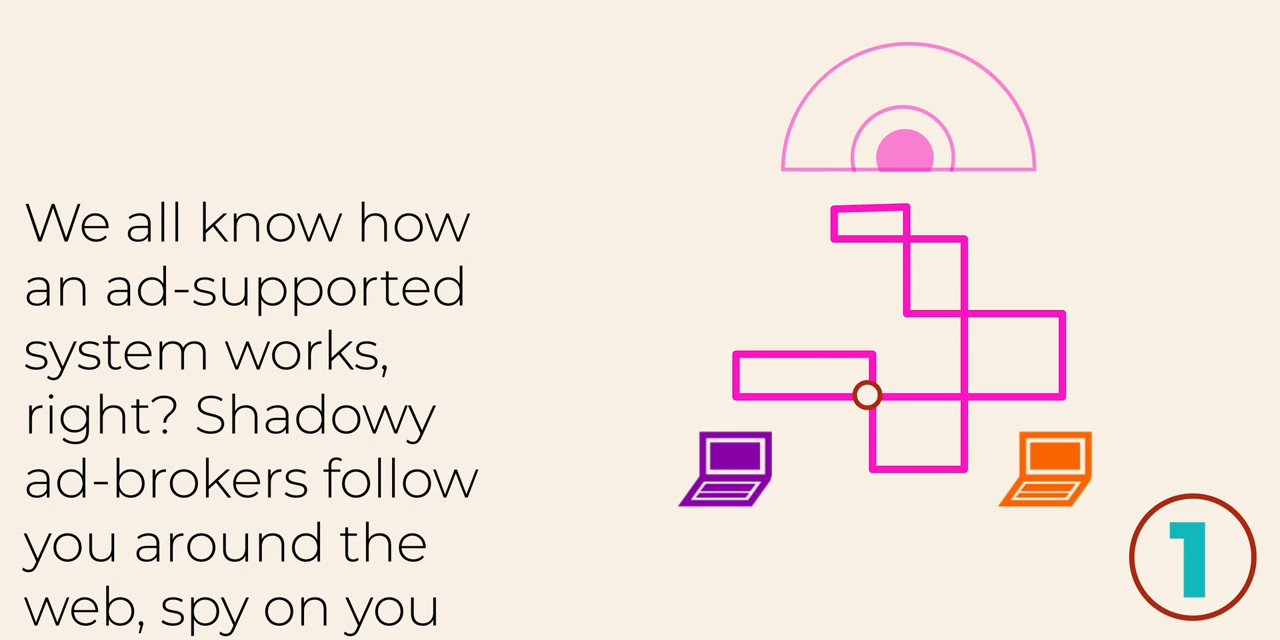 We all know how
an ad-supported
system works,
right? Shadowy
ad-brokers follow
you around the
web, spy on you
1